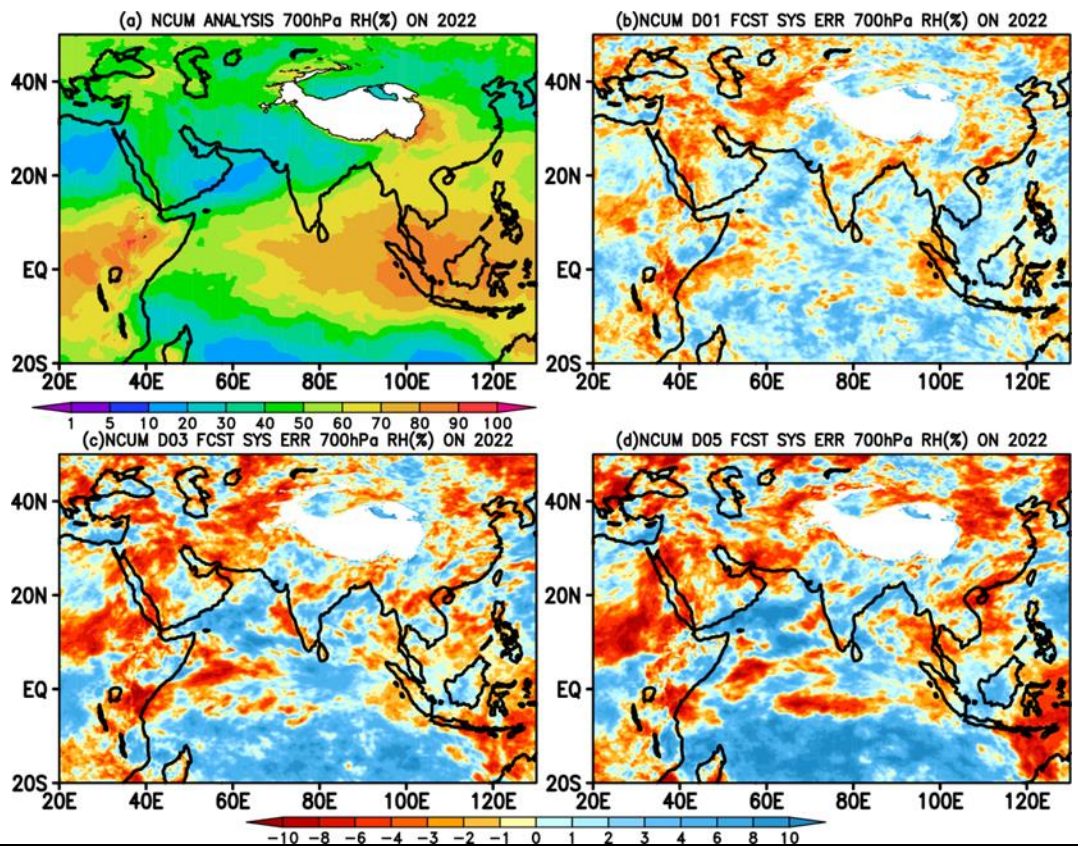 (a) NCUM ANALYSIS 700hPa RH(%) ON 2022
40N
20N
EQ
20S
20E 40E 60E 80E 100E 120E
1 5 10 20 30 40 50 60 70 80 90 100
(b)NCUM D01 FCST SYS ERR 700hPa RH(%) ON 2022
40N
20N
EQ
20S
20E 40E 60E 80E 100E 120E
(c)NCUM D03 FCST SYS ERR 700hPa RH(%) ON 2022
40N
20N
EQ
20S
20E 40E 60E 80E 100E 120E
(d)NCUM D05 FCST SYS ERR 700hPa RH(%) ON 2022
40N
20N
EQ
20S
20E 40E 60E 80E 100E 120E
-10 -8 -6 -4 -3 -2 -1 0 1 2 3 4 6 8 10